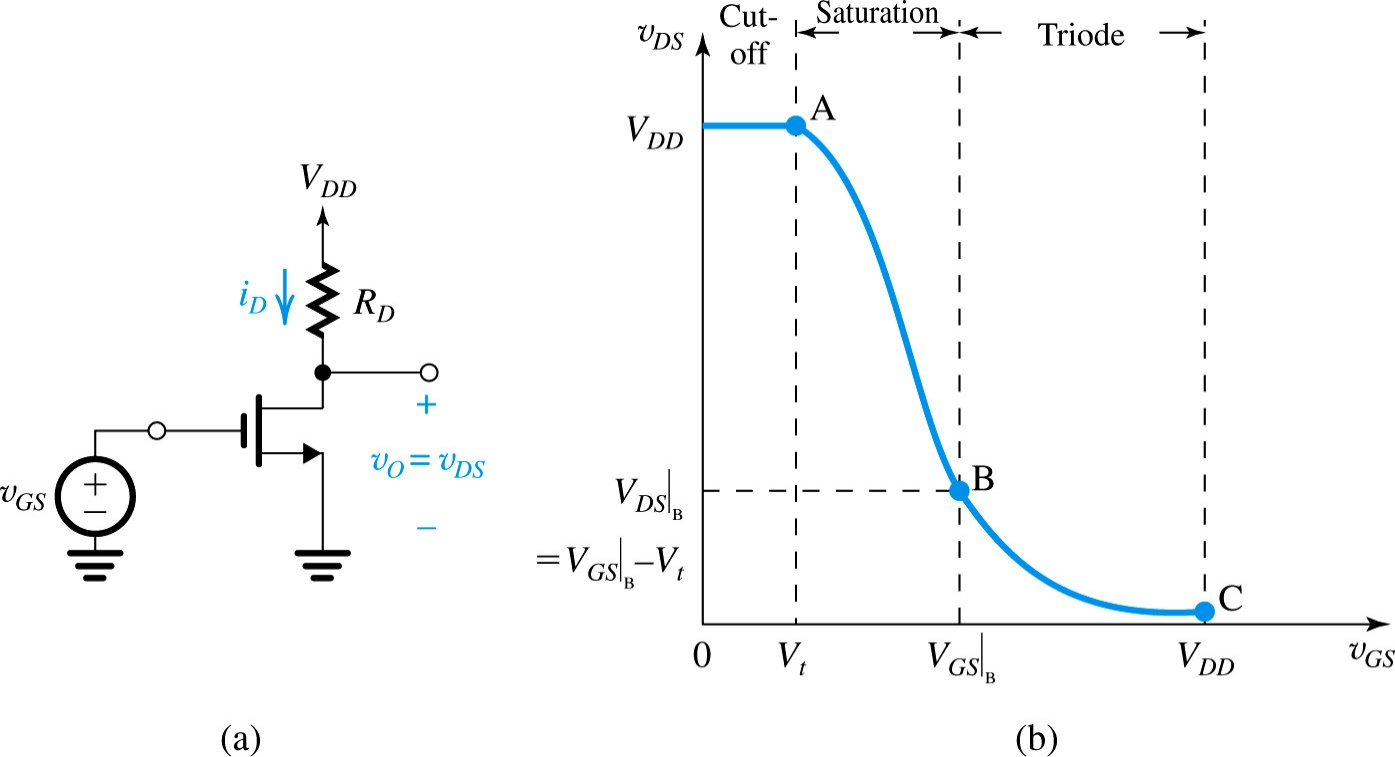 V_DD
i_D
R_D
+
v_O = v_DS
–
v_GS
+
–
(a)
v_DS
Cut-
off
Saturation
Triode
V_DD
A
B
V_DS|_B
=V_GS|_B–V_t
C
0
V_t
V_GS|_B
V_DD
v_GS
(b)